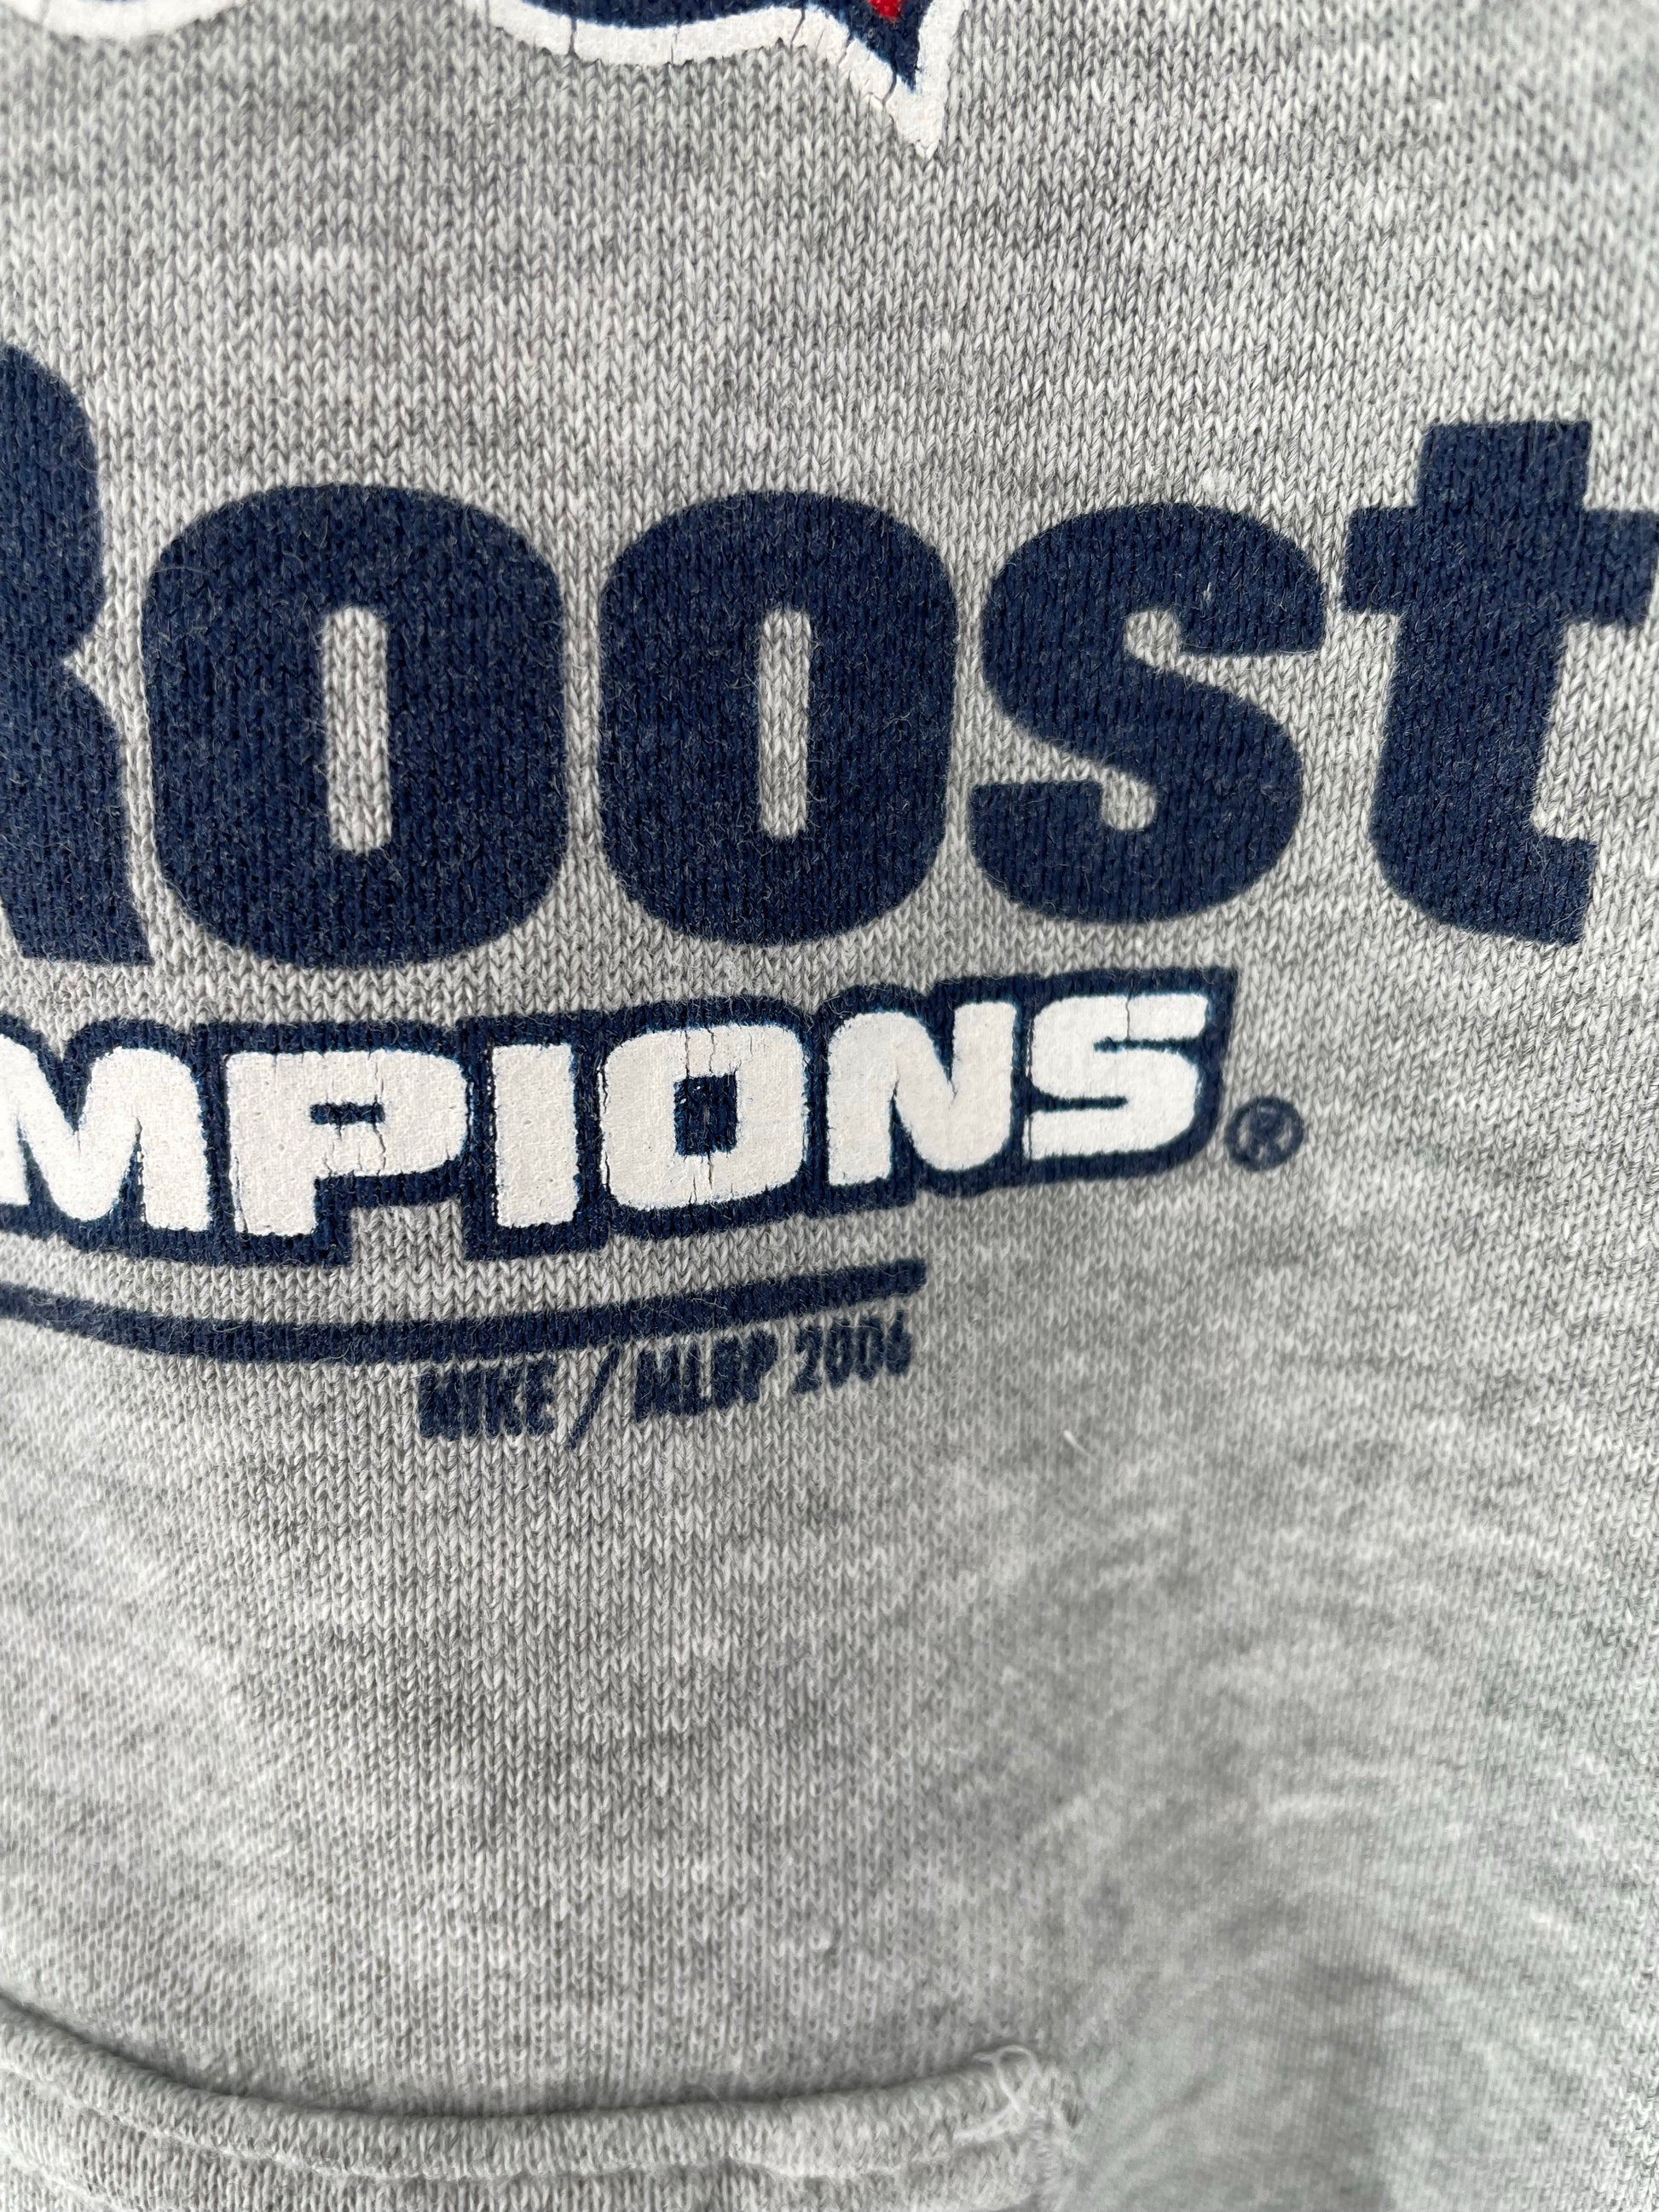 Roost
MPIONS®
NIKE / MLBP 2006